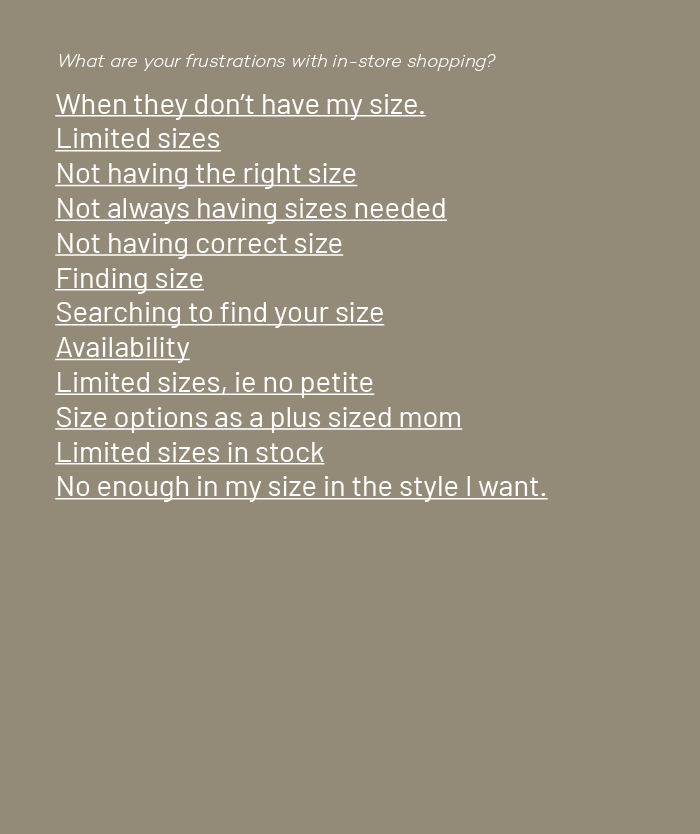 What are your frustrations with in-store shopping?
When they don’t have my size.
Limited sizes
Not having the right size
Not always having sizes needed
Not having correct size
Finding size
Searching to find your size
Availability
Limited sizes, ie no petite
Size options as a plus sized mom
Limited sizes in stock
No enough in my size in the style I want.